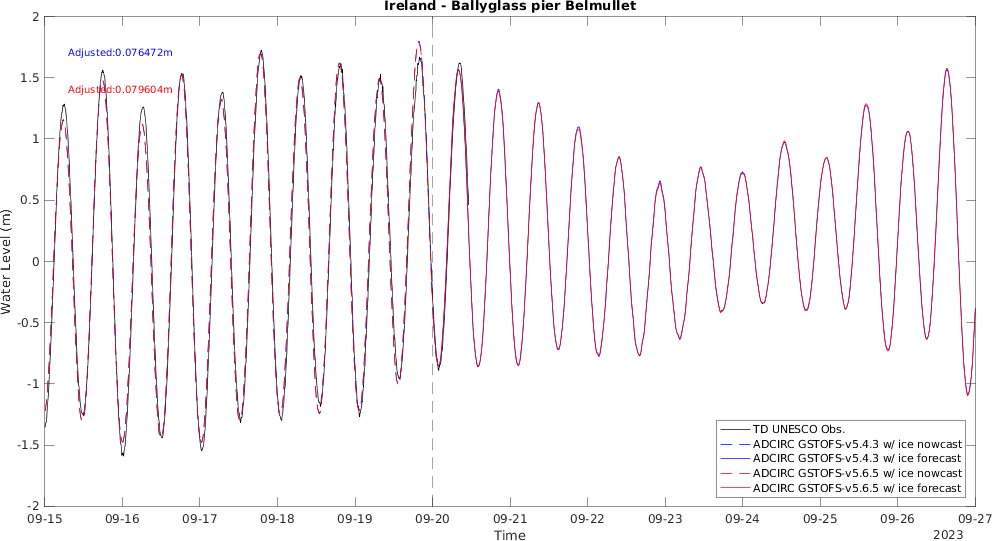 Ireland - Ballyglass pier Belmullet
Adjusted:0.076472m
Adjusted:0.079604m
Water Level (m)
2
1.5
1
0.5
0
-0.5
-1
-1.5
-2
TD UNESCO Obs.
ADCIRC GSTOFS-v5.4.3 w/ ice nowcast
ADCIRC GSTOFS-v5.4.3 w/ ice forecast
ADCIRC GSTOFS-v5.6.5 w/ ice nowcast
ADCIRC GSTOFS-v5.6.5 w/ ice forecast
09-15 09-16 09-17 09-18 09-19 09-20 09-21 09-22 09-23 09-24 09-25 09-26 09-27
Time
2023